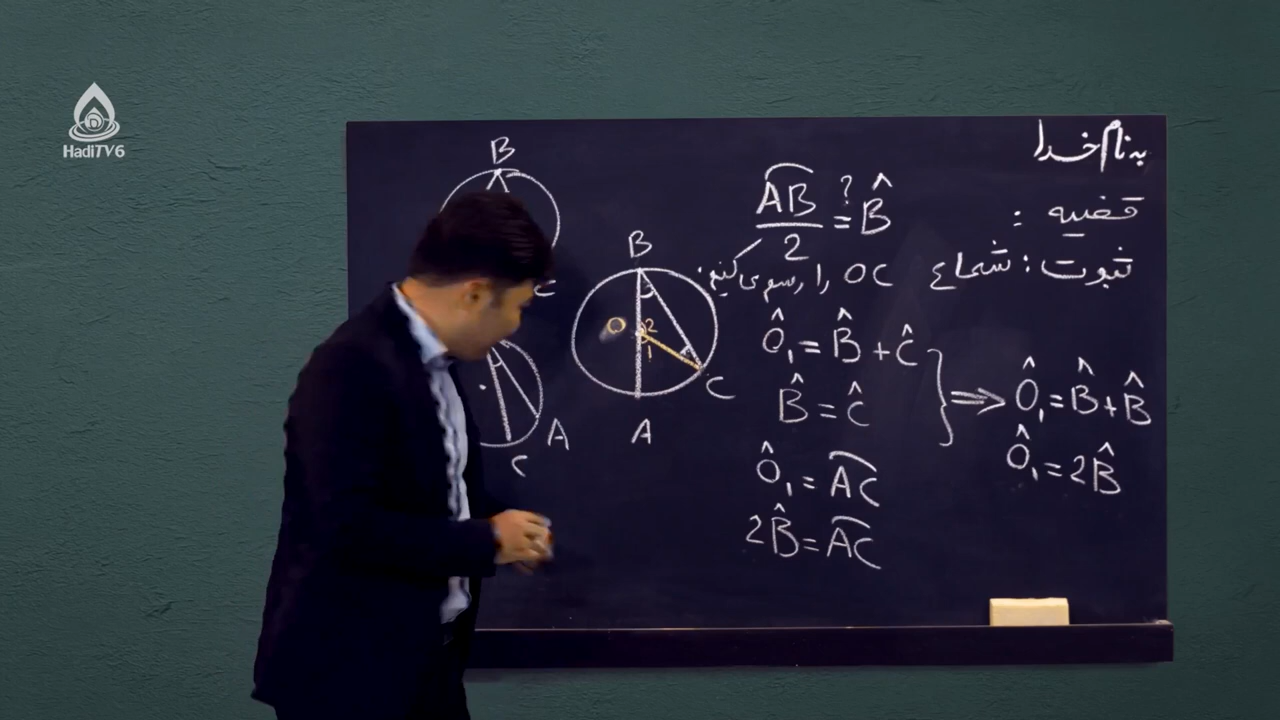 HadiTV6
به نام خدا
قضیه :
ثبوت : شعاع OC را رسم می کنیم.
AB͡/2 ?= B̂
Ô₁ = B̂ + Ĉ
B̂ = Ĉ
} ⇒ Ô₁ = B̂ + B̂
Ô₁ = 2B̂
Ô₁ = AC͡
2B̂ = AC͡
B
C
B
O
2
1
C
A
A
C